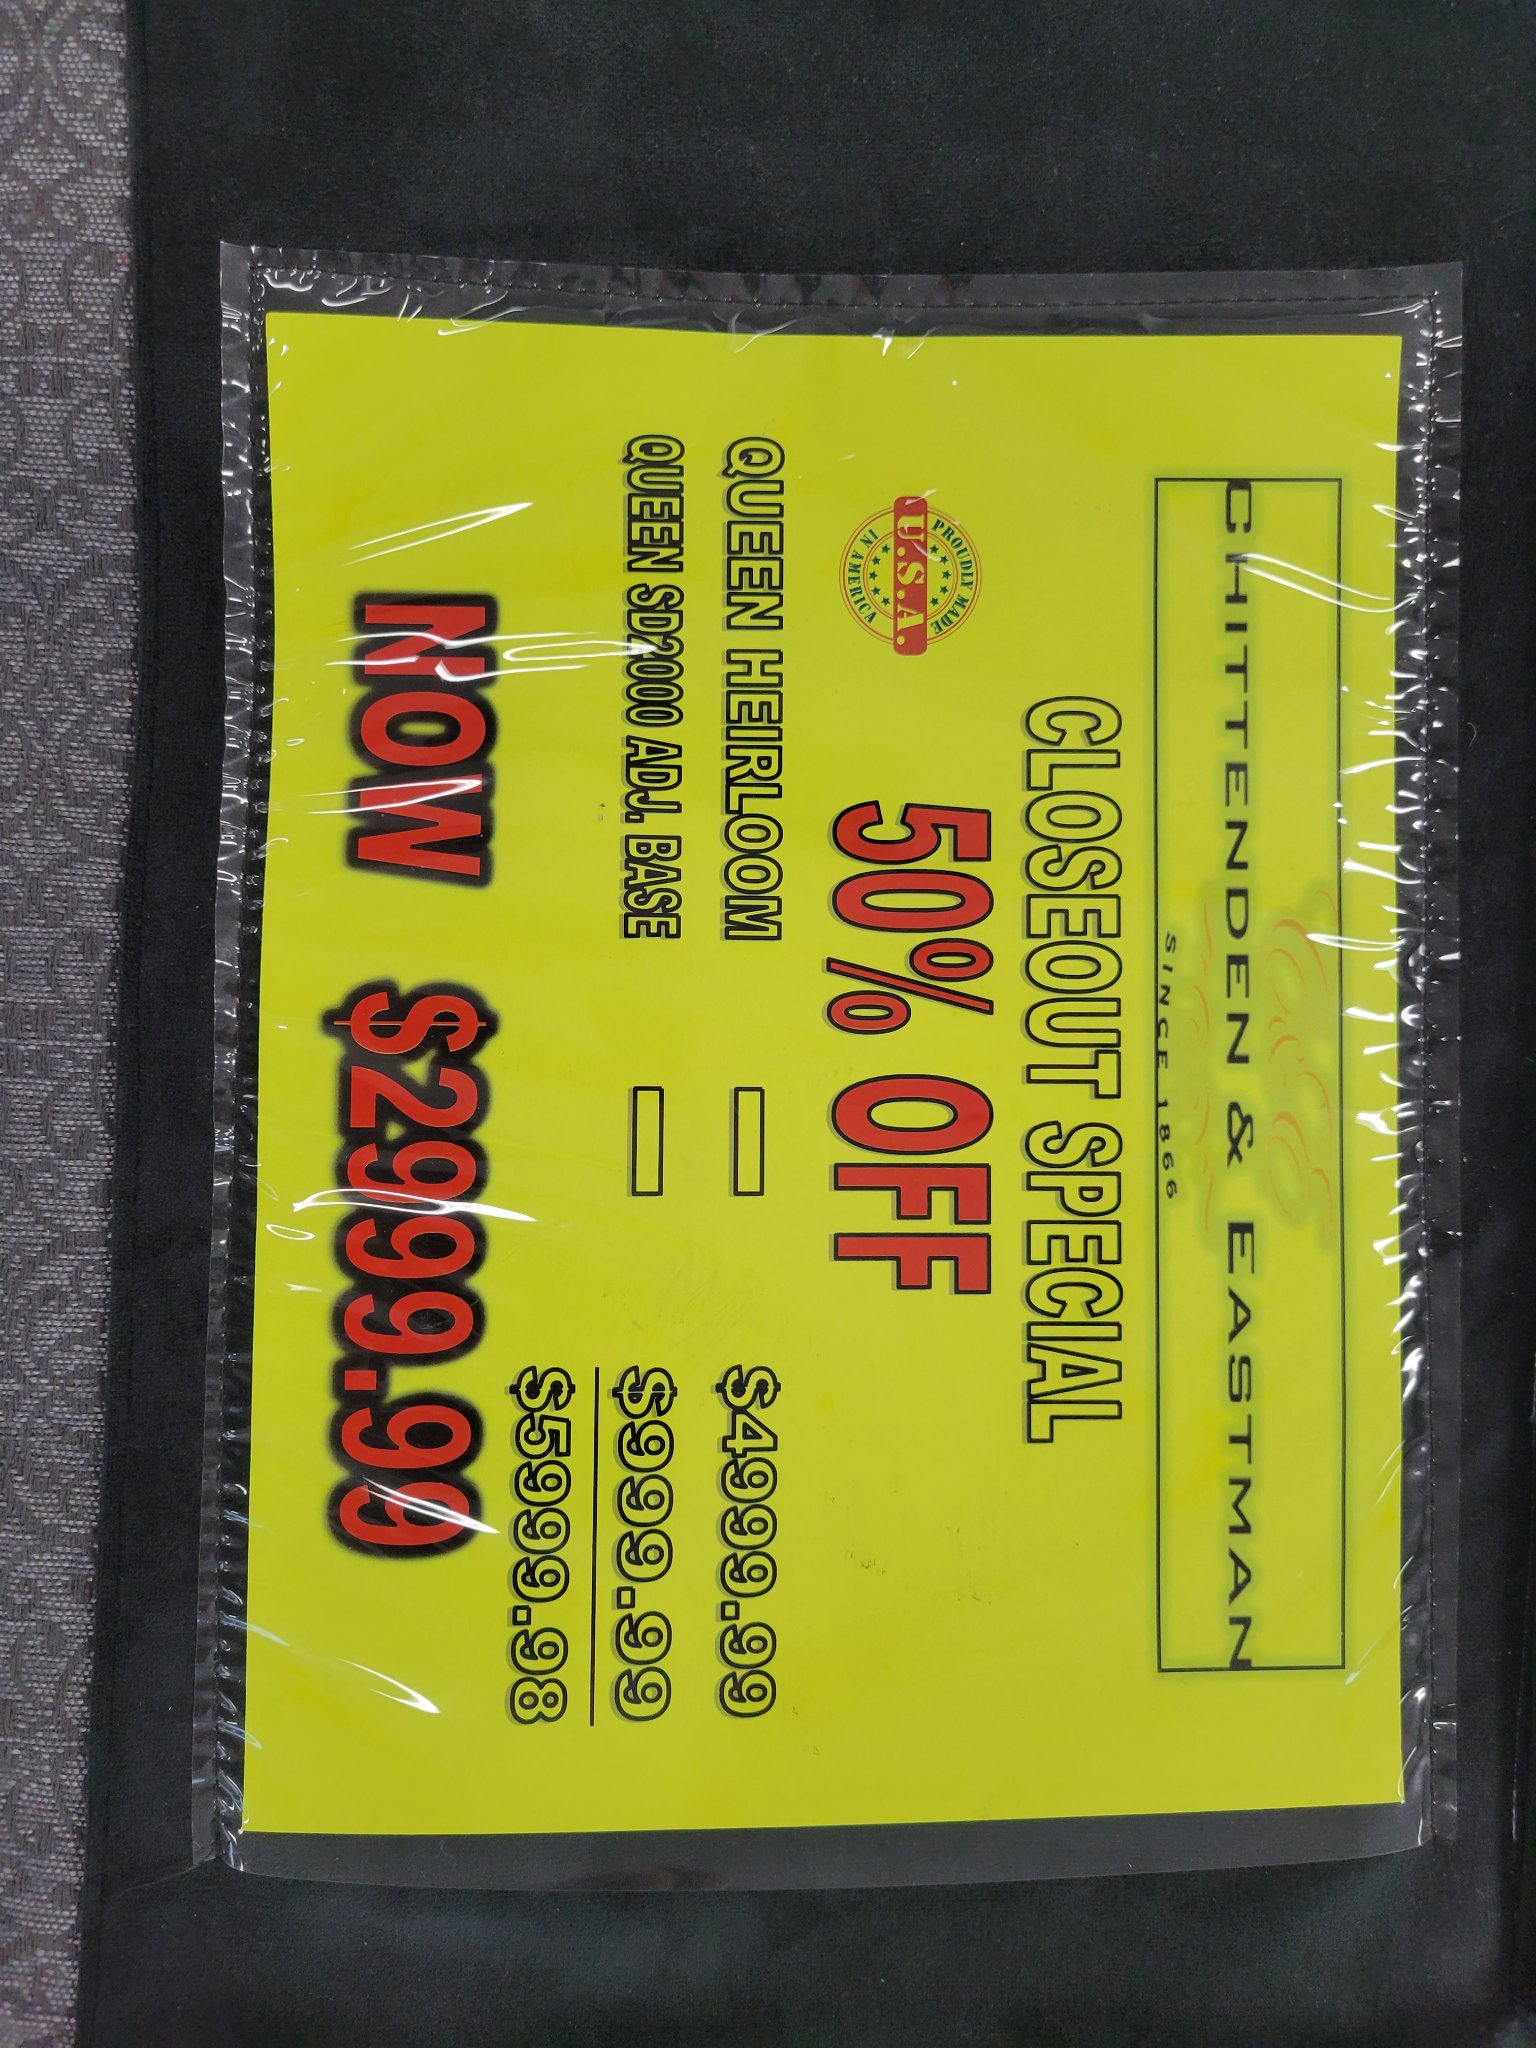 CHITTENDEN & EASTMAN
SINCE 1866
CLOSEOUT SPECIAL
50% OFF
PROUDLY MADE
U.S.A.
IN AMERICA
QUEEN HEIRLOOM - $4999.99
QUEEN SD2000 ADJ. BASE - $999.99
$5999.98
NOW $2999.99